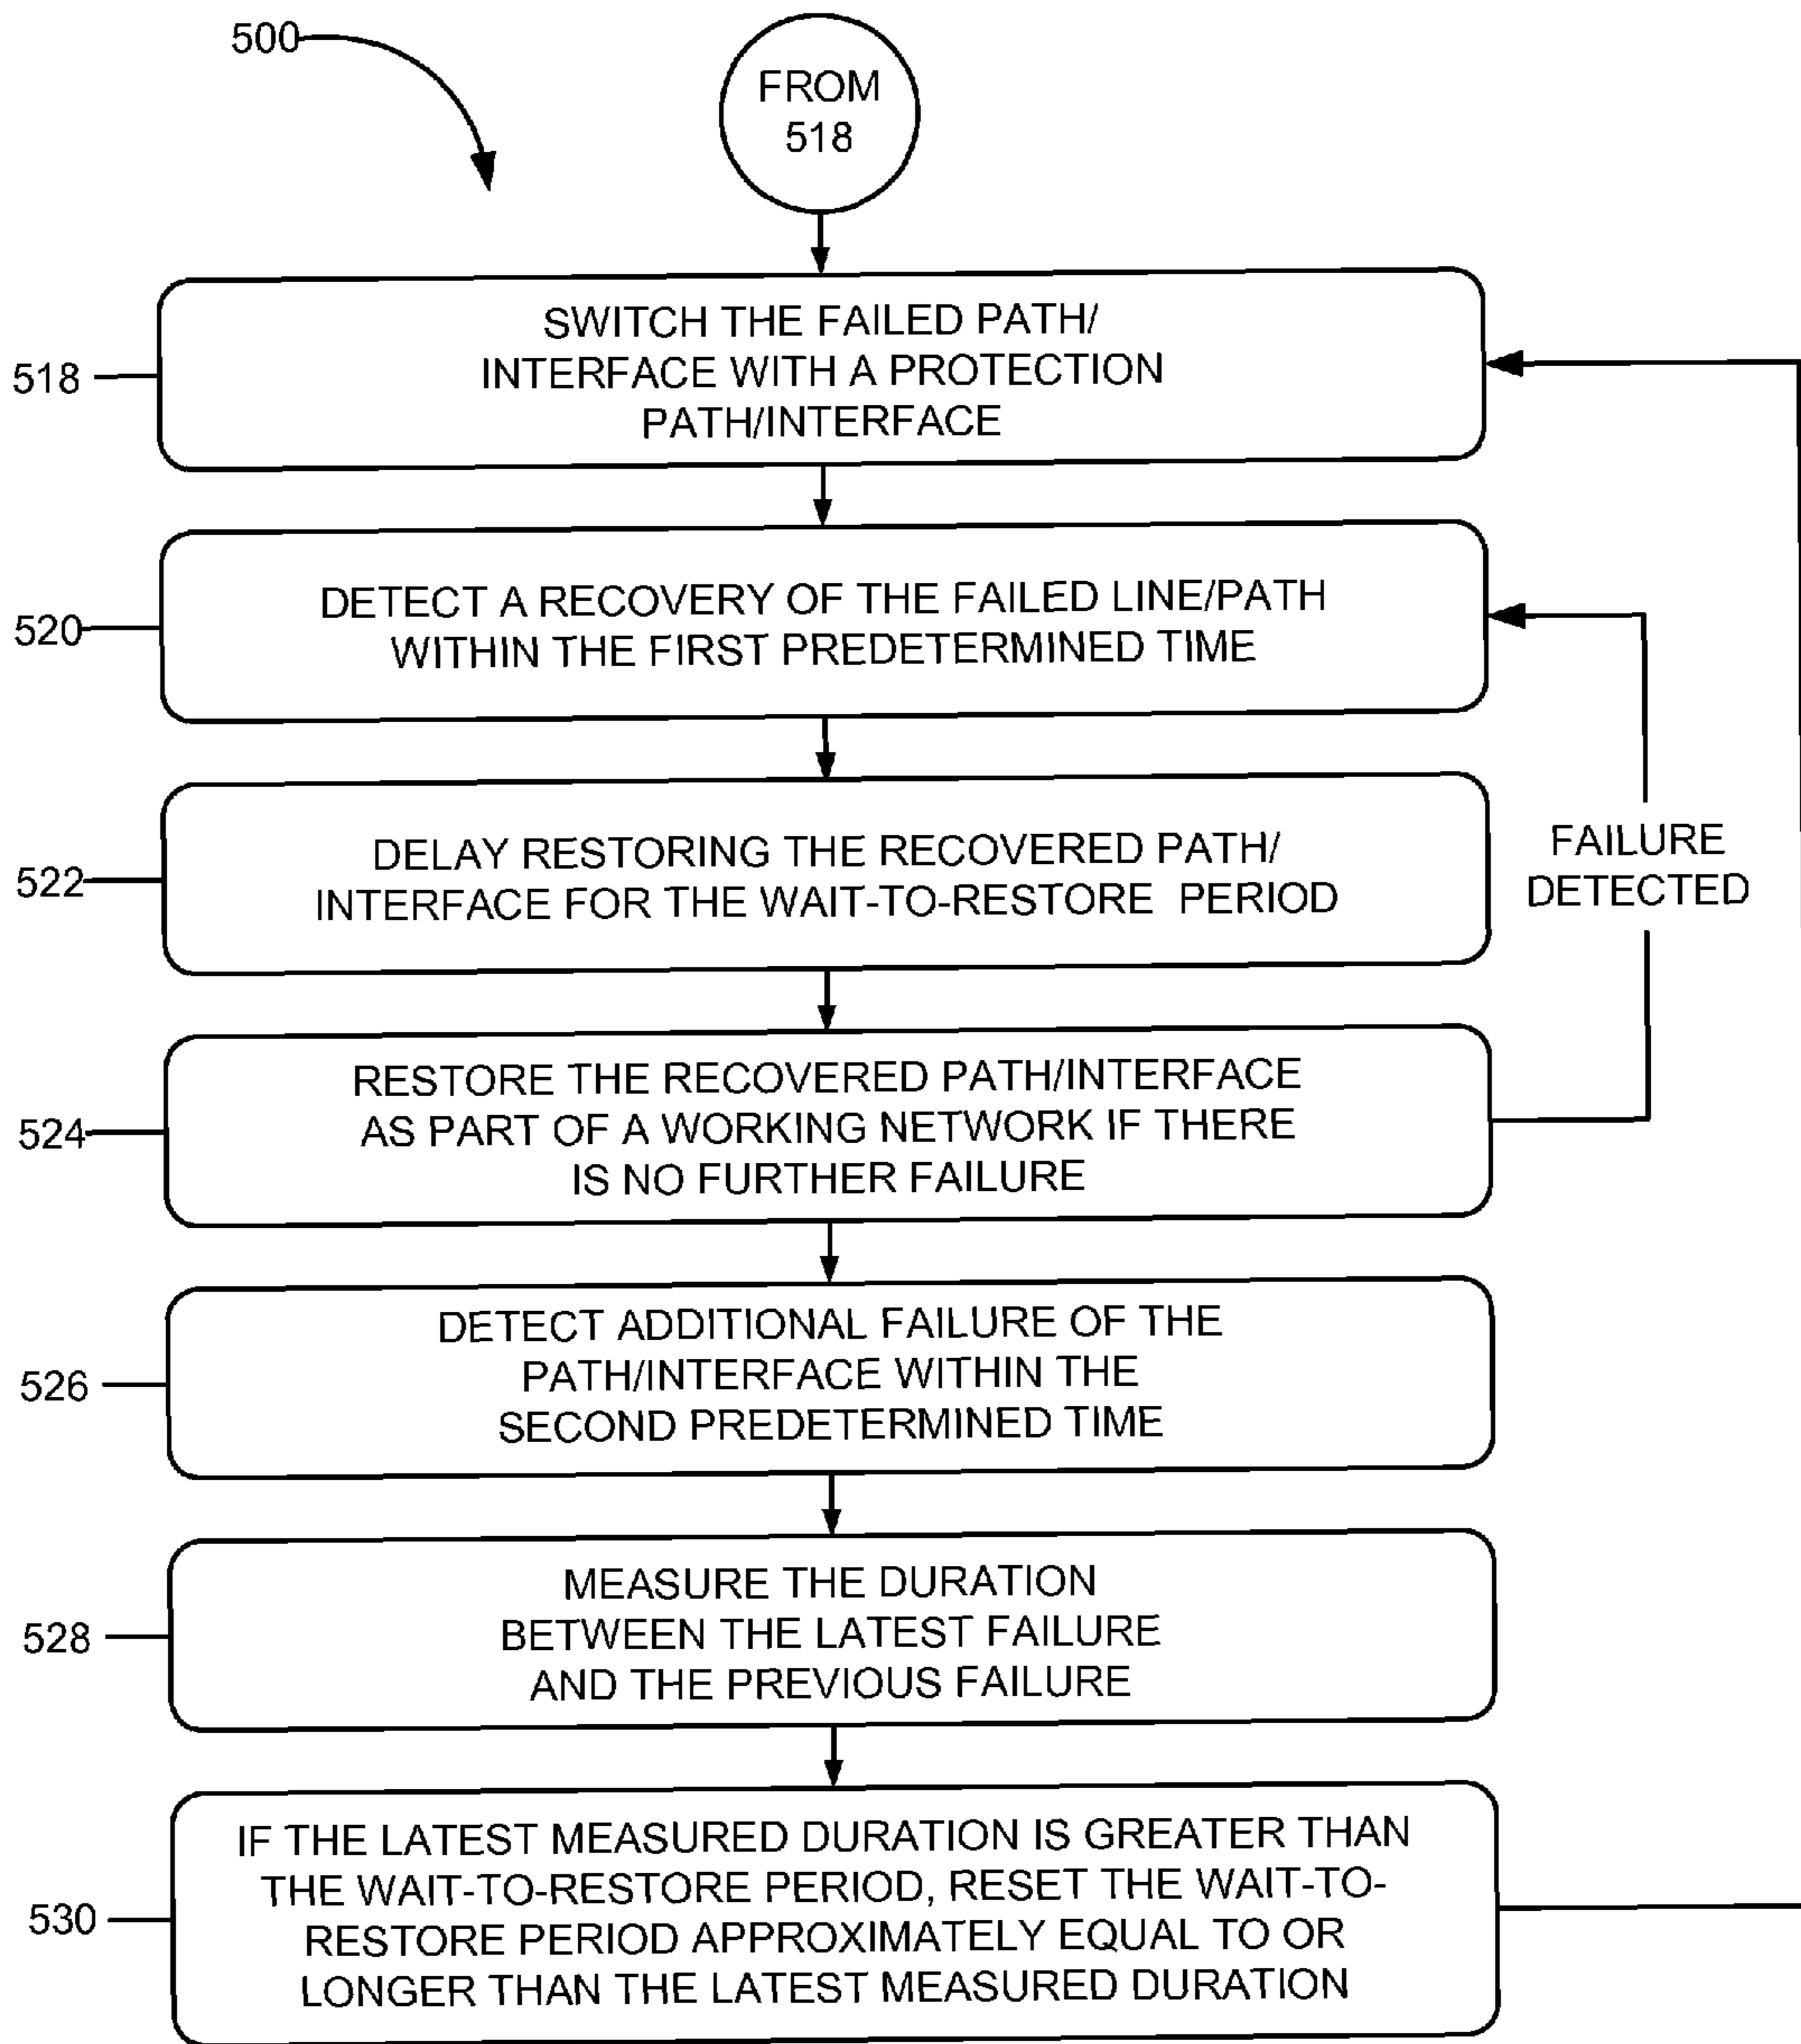 500
FROM
518
518
SWITCH THE FAILED PATH/
INTERFACE WITH A PROTECTION
PATH/INTERFACE
520
DETECT A RECOVERY OF THE FAILED LINE/PATH
WITHIN THE FIRST PREDETERMINED TIME
522
DELAY RESTORING THE RECOVERED PATH/
INTERFACE FOR THE WAIT-TO-RESTORE PERIOD
FAILURE
DETECTED
524
RESTORE THE RECOVERED PATH/INTERFACE
AS PART OF A WORKING NETWORK IF THERE
IS NO FURTHER FAILURE
526
DETECT ADDITIONAL FAILURE OF THE
PATH/INTERFACE WITHIN THE
SECOND PREDETERMINED TIME
528
MEASURE THE DURATION
BETWEEN THE LATEST FAILURE
AND THE PREVIOUS FAILURE
530
IF THE LATEST MEASURED DURATION IS GREATER THAN
THE WAIT-TO-RESTORE PERIOD, RESET THE WAIT-TO-
RESTORE PERIOD APPROXIMATELY EQUAL TO OR
LONGER THAN THE LATEST MEASURED DURATION